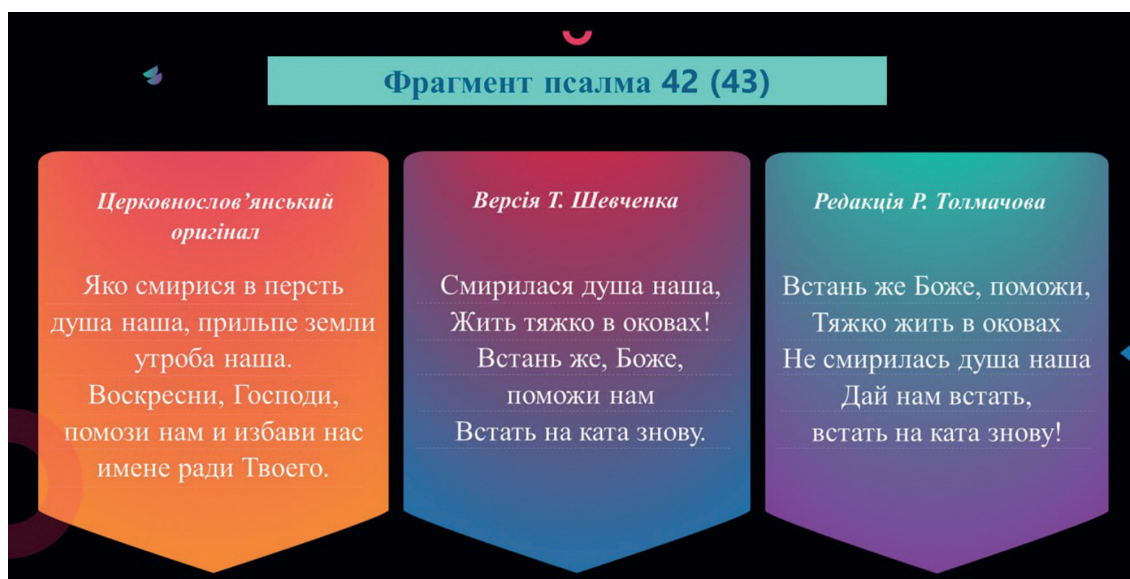 Фрагмент псалма 42 (43)
Церковнослов’янський
оригінал
Яко смирися в персть
душа наша, прильпе земли
утроба наша.
Воскресни, Господи,
помози нам и избави нас
имене ради Твоего.
Версія Т. Шевченка
Смирилася душа наша,
Жить тяжко в оковах!
Встань же, Боже,
поможи нам
Встать на ката знову.
Редакція Р. Толмачова
Встань же Боже, поможи,
Тяжко жить в оковах
Не смирилась душа наша
Дай нам встать,
встать на ката знову!